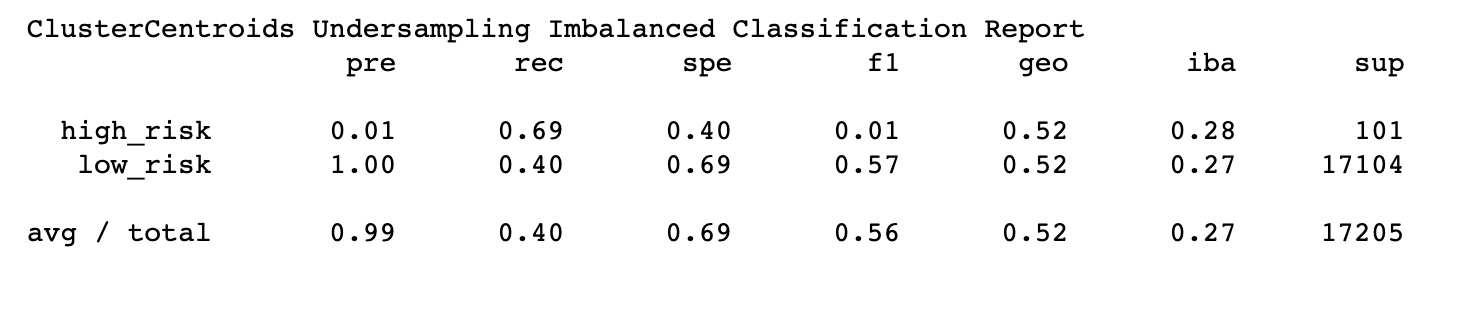 ClusterCentroids Undersampling Imbalanced Classification Report
pre rec spe f1 geo iba sup
high_risk 0.01 0.69 0.40 0.01 0.52 0.28 101
low_risk 1.00 0.40 0.69 0.57 0.52 0.27 17104
avg / total 0.99 0.40 0.69 0.56 0.52 0.27 17205